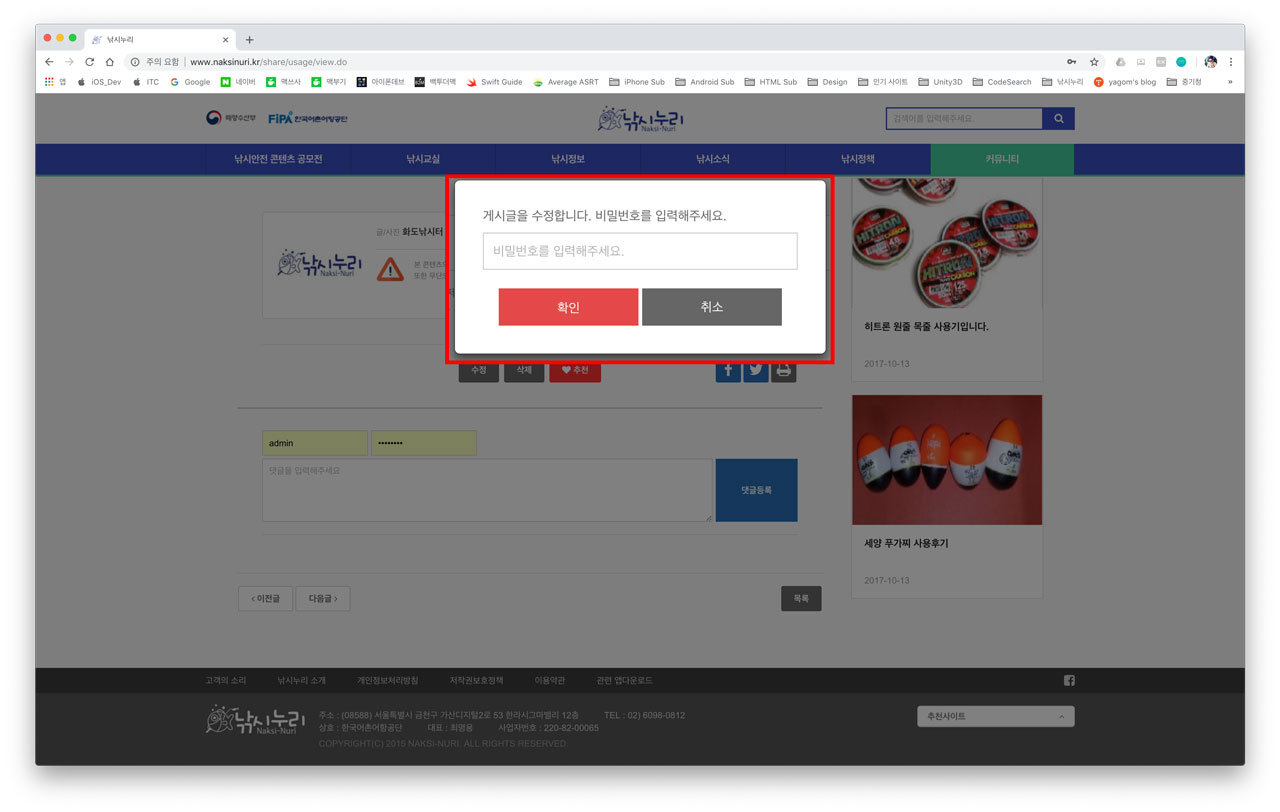 낚시누리
주의 요함 | www.naksinuri.kr/share/usage/view.do
앱 iOS_Dev ITC Google 네이버 맥쓰사 맥부기 아이폰데브 백투더맥 Swift Guide Average ASRT iPhone Sub Android Sub HTML Sub Design 인기 사이트 Unity3D CodeSearch 낚시누리 yagom's blog 중기청 »
해양수산부 FiPA 한국어촌어항공단 낚시누리 Naksi-Nuri 검색어를 입력해주세요.
낚시안전 콘텐츠 공모전 낚시교실 낚시정보 낚시소식 낚시정책 커뮤니티
게시글을 수정합니다. 비밀번호를 입력해주세요.
비밀번호를 입력해주세요.
확인 취소
글/사진 화도낚시터
낚시누리 Naksi-Nuri
본 콘텐츠의
또한 무단
수정 삭제 추천
admin ••••••••
댓글을 입력해주세요
댓글등록
이전글 다음글 목록
HITRON
HITRON
HITRON
히트론 원줄 목줄 사용기입니다.
2017-10-13
세양 푸가찌 사용후기
2017-10-13
고객의 소리 낚시누리 소개 개인정보처리방침 저작권보호정책 이용약관 관련 앱다운로드
낚시누리 Naksi-Nuri
주소 : (08588) 서울특별시 금천구 가산디지털2로 53 한라시그마밸리 12층 TEL : 02) 6098-0812
상호 : 한국어촌어항공단 대표 : 최명용 사업자번호 : 220-82-00065
COPYRIGHT(C) 2015 NAKSI-NURI. ALL RIGHTS RESERVED.
추천사이트